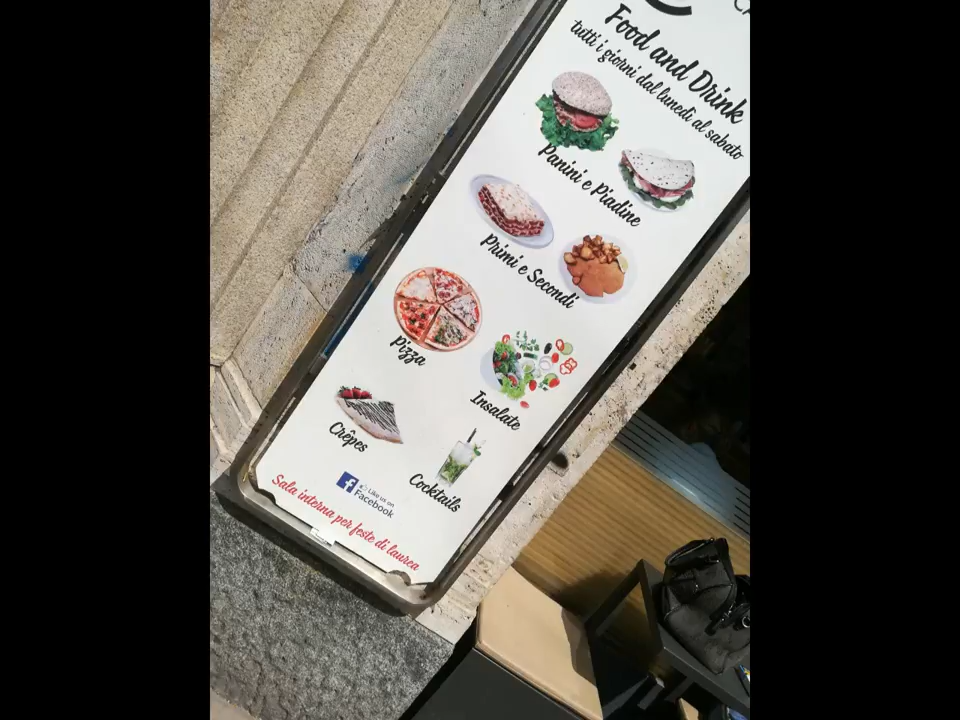 Food and Drink
tutti i giorni dal lunedì al sabato
Panini e Piadine
Primi e Secondi
Pizza
Insalate
Crêpes
Cocktails
f Like us on
Facebook
Sala interna per feste di laurea